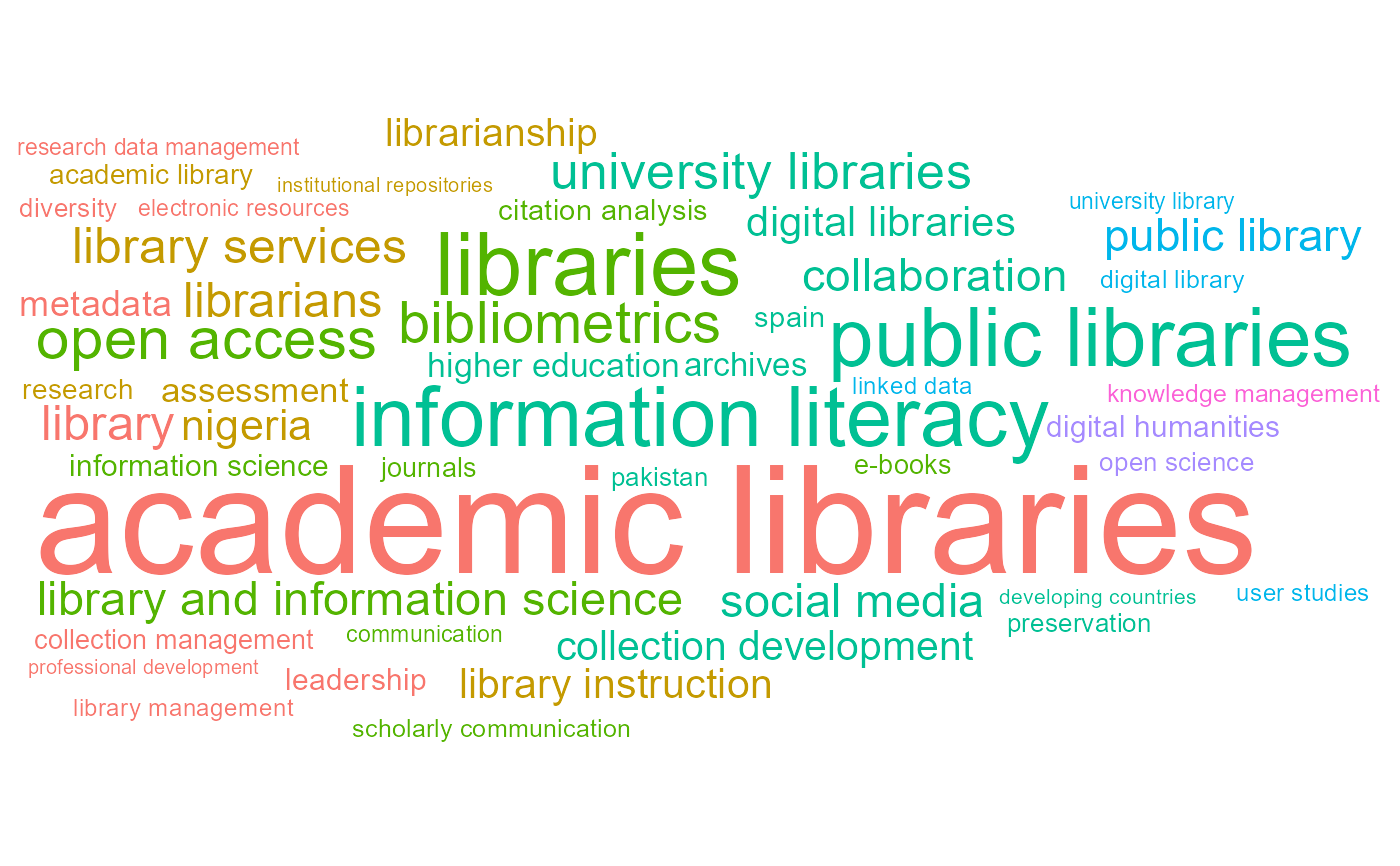 librarianship
research data management
university libraries
academic library
institutional repositories
university library
diversity
electronic resources
citation analysis
digital libraries
public library
library services
libraries
collaboration
digital library
metadata
librarians
bibliometrics
spain
public libraries
open access
higher education
archives
linked data
research
assessment
information literacy
knowledge management
library
nigeria
digital humanities
information science
journals
pakistan
e-books
open science
academic libraries
library and information science
social media
developing countries
user studies
preservation
collection management
communication
collection development
professional development
leadership
library instruction
library management
scholarly communication